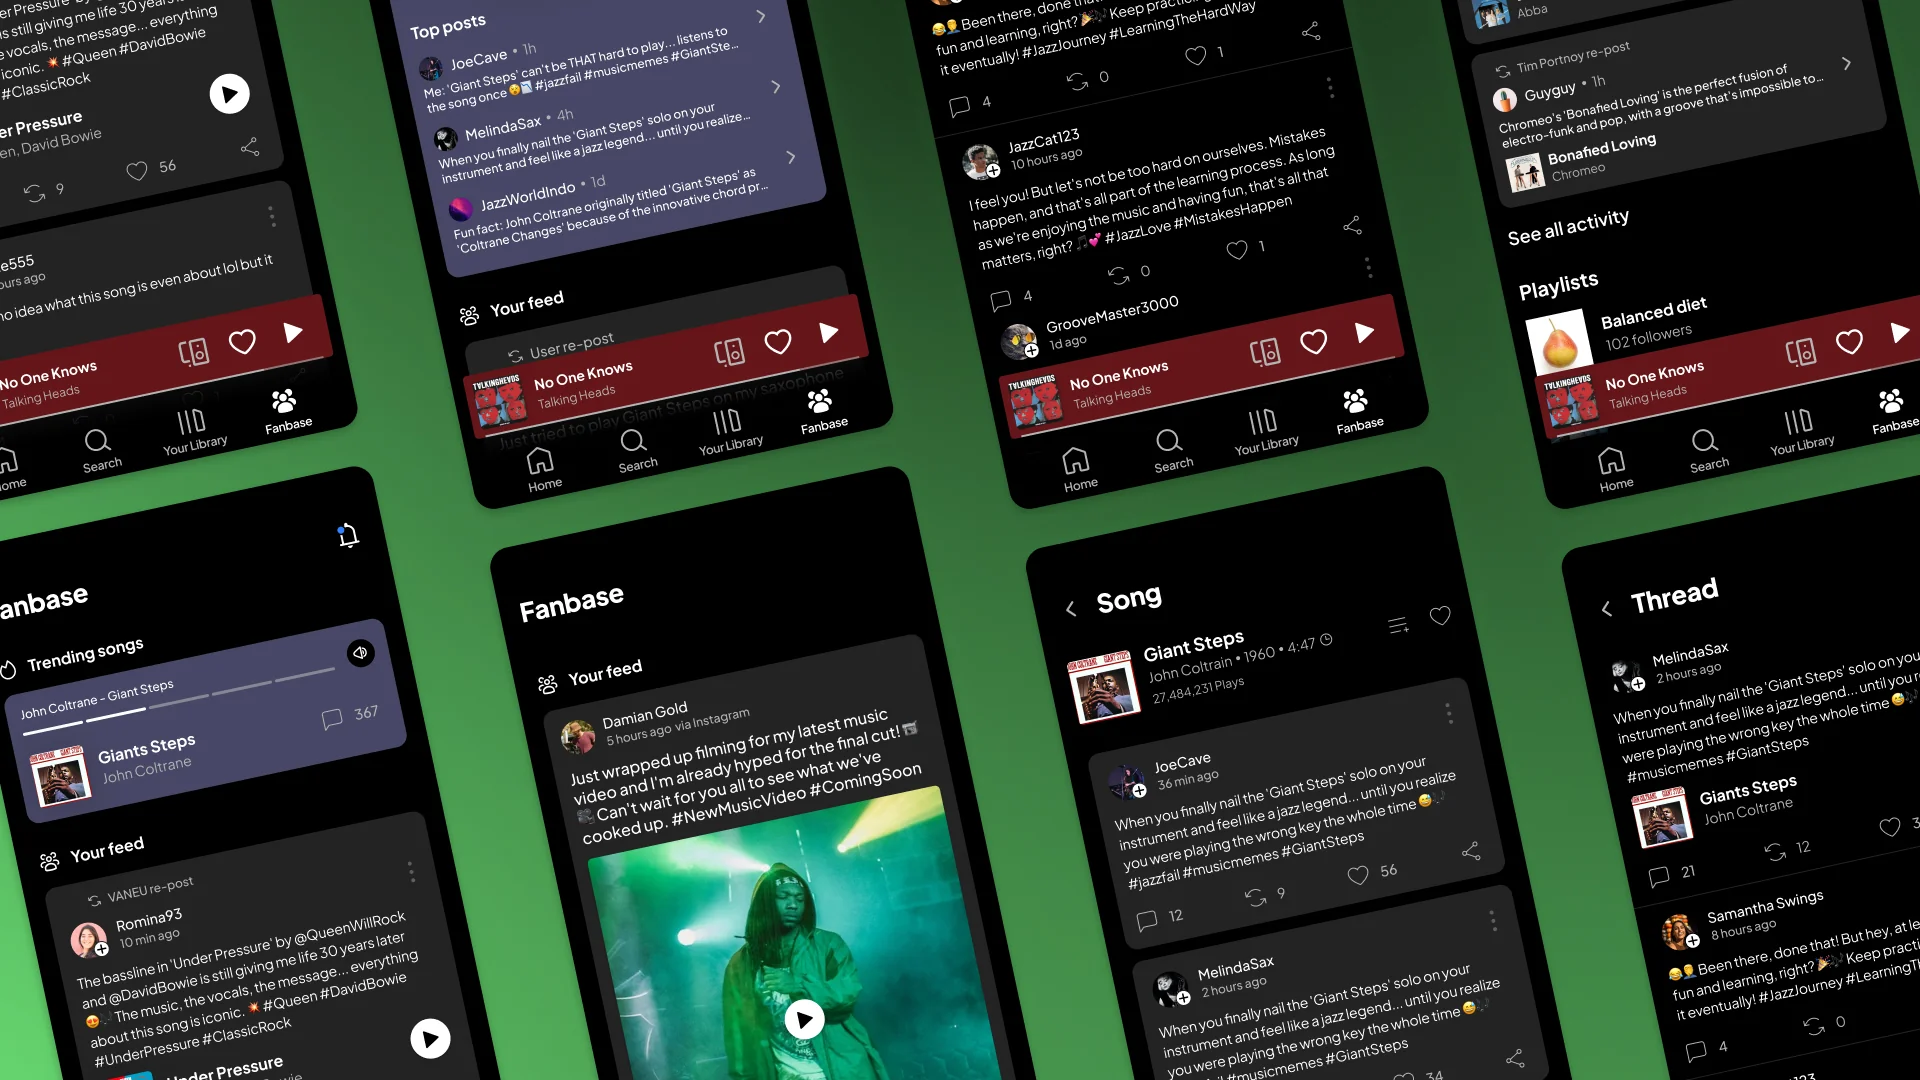 still giving me life 30 years
vocals, the message... everything
iconic. 💥 #Queen #DavidBowie
#ClassicRock
er Pressure
en, David Bowie
9
56
e555
urs ago
no idea what this song is even about lol but it
No One Knows
Talking Heads
ome
Search
Your Library
Fanbase
Top posts
JoeCave • 1h
Me: 'Giant Steps' can't be THAT hard to play... listens to
the song once 😵📉 #jazzfail #musicmemes #GiantSte...
MelindaSax • 4h
When you finally nail the 'Giant Steps' solo on your
instrument and feel like a jazz legend... until you realize...
JazzWorldIndo • 1d
Fun fact: John Coltrane originally titled 'Giant Steps' as
'Coltrane Changes' because of the innovative chord pr...
Your feed
User re-post
Just tried to play Giant Steps on my saxophone
TALKING HEADS
No One Knows
Talking Heads
Home
Search
Your Library
Fanbase
😂🤦 Been there, done that!
fun and learning, right? 🎉🎶 Keep practicing
it eventually! #JazzJourney #LearningTheHardWay
4
0
1
JazzCat123
10 hours ago
I feel you! But let's not be too hard on ourselves. Mistakes
happen, and that's all part of the learning process. As long
as we're enjoying the music and having fun, that's all that
matters, right? 🎵💕 #JazzLove #MistakesHappen
4
0
1
GrooveMaster3000
1d ago
TALKING HEADS
No One Knows
Talking Heads
Home
Search
Your Library
Fanbase
Abba
Tim Portnoy re-post
Guyguy • 1h
Chromeo's 'Bonafied Loving' is the perfect fusion of
electro-funk and pop, with a groove that's impossible to...
Bonafied Loving
Chromeo
See all activity
Playlists
Balanced diet
102 followers
TALKING HEADS
No One Knows
Talking Heads
Home
Search
Your Library
Fanbase
anbase
Trending songs
John Coltrane - Giant Steps
JOHN COLTRANE GIANT STEPS
Giants Steps
John Coltrane
367
Your feed
VANEU re-post
Romina93
10 min ago
The bassline in 'Under Pressure' by @QueenWillRock
and @DavidBowie is still giving me life 30 years later
😍🎶 The music, the vocals, the message... everything
about this song is iconic. 💥 #Queen #DavidBowie
#UnderPressure #ClassicRock
Under Pressure
Bowie
Fanbase
Your feed
Damian Gold
5 hours ago via Instagram
Just wrapped up filming for my latest music
video and I'm already hyped for the final cut! 🎥
🎬 Can't wait for you all to see what we've
cooked up. #NewMusicVideo #ComingSoon
Song
JOHN COLTRANE GIANT STEPS
Giant Steps
John Coltrain • 1960 • 4:47
27,484,231 Plays
JoeCave
36 min ago
When you finally nail the 'Giant Steps' solo on your
instrument and feel like a jazz legend... until you realize
you were playing the wrong key the whole time 😅🎶
#jazzfail #musicmemes #GiantSteps
12
9
56
MelindaSax
2 hours ago
When you finally nail the 'Giant Steps' solo on your
instrument and feel like a jazz legend... until you realize
you were playing the wrong key the whole time 😅🎶
#jazzfail #musicmemes #GiantSteps
34
Thread
MelindaSax
2 hours ago
When you finally nail the 'Giant Steps' solo on you
instrument and feel like a jazz legend... until you
were playing the wrong key the whole time 😅🎶
#musicmemes #GiantSteps
JOHN COLTRANE GIANT STEPS
Giants Steps
John Coltrane
21
12
3
Samantha Swings
8 hours ago
😂🤦 Been there, done that! But hey, at le
fun and learning, right? 🎉🎶 Keep practi
it eventually! #JazzJourney #LearningTh
4
0